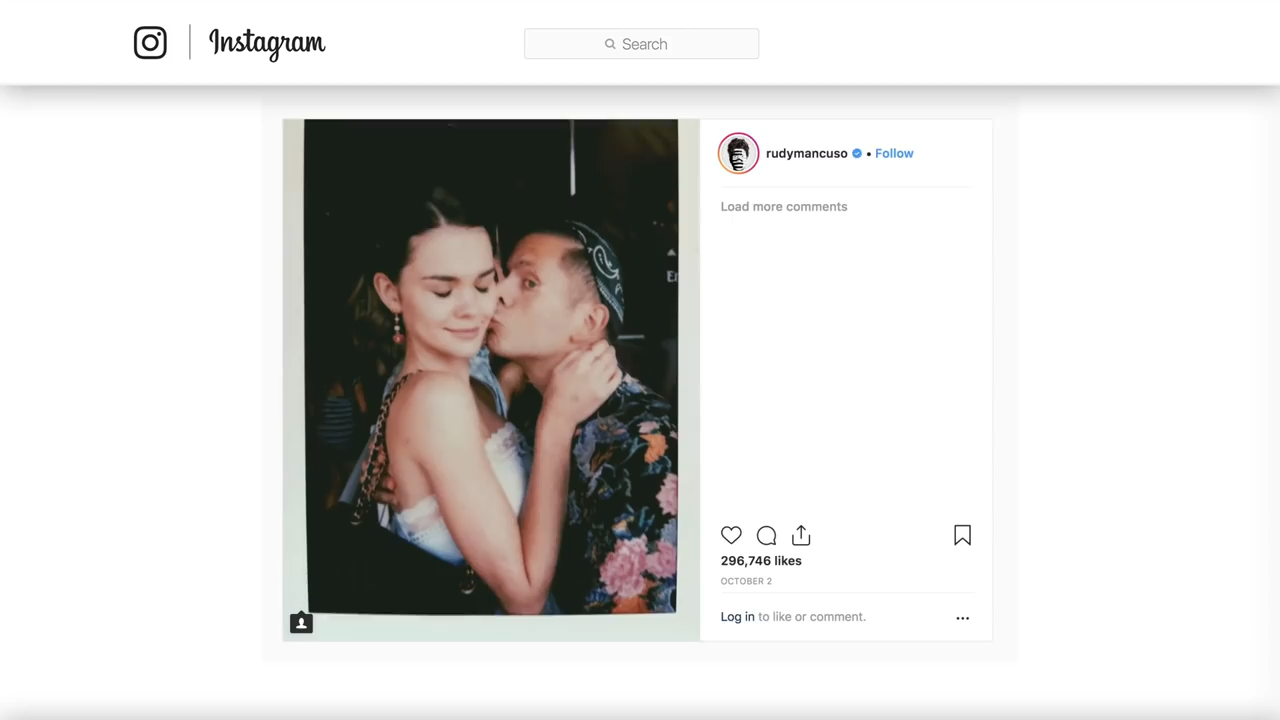 Instagram
Search
rudymancuso • Follow
Load more comments
296,746 likes
OCTOBER 2
Log in to like or comment.